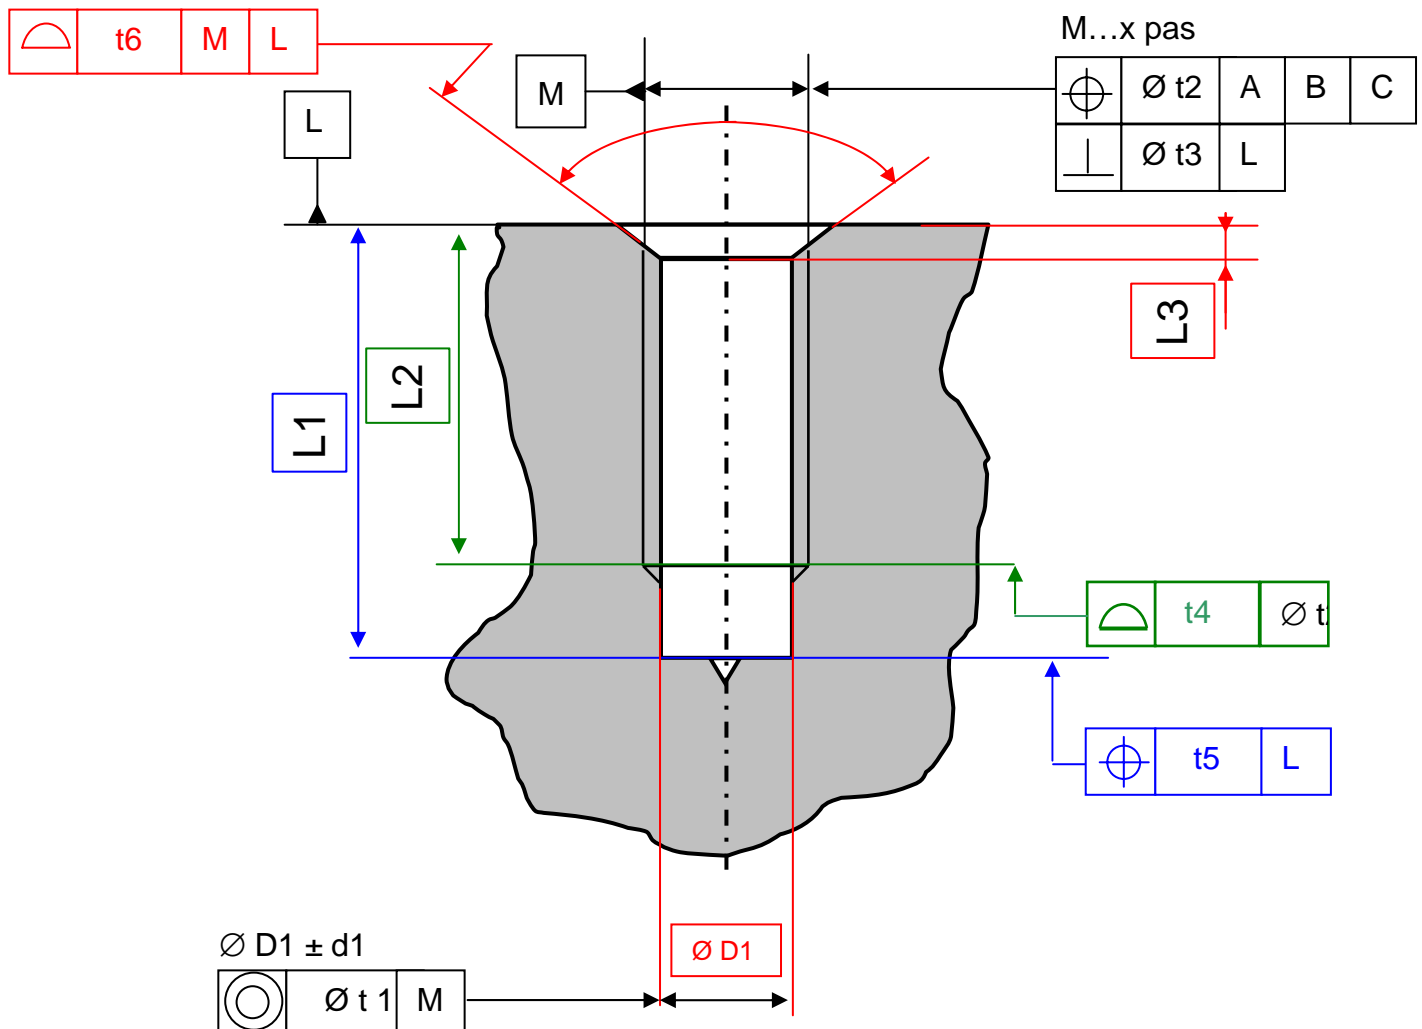 M…x pas
t6 M L
Ø t2 A B C
M
L
Ø t3 L
L3
L2
L1
t4
t5 L
∅ D1 ± d1
Ø D1
Ø t 1 M